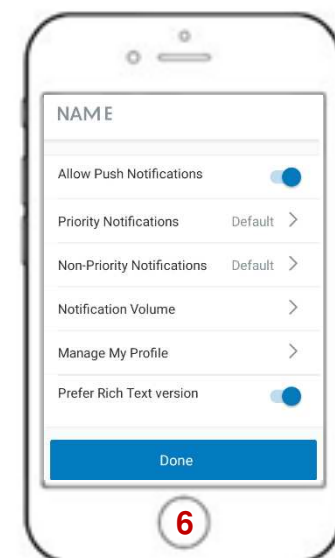 NAME
Allow Push Notifications
Priority Notifications Default
Non-Priority Notifications Default
Notification Volume
Manage My Profile
Prefer Rich Text version
Done
6